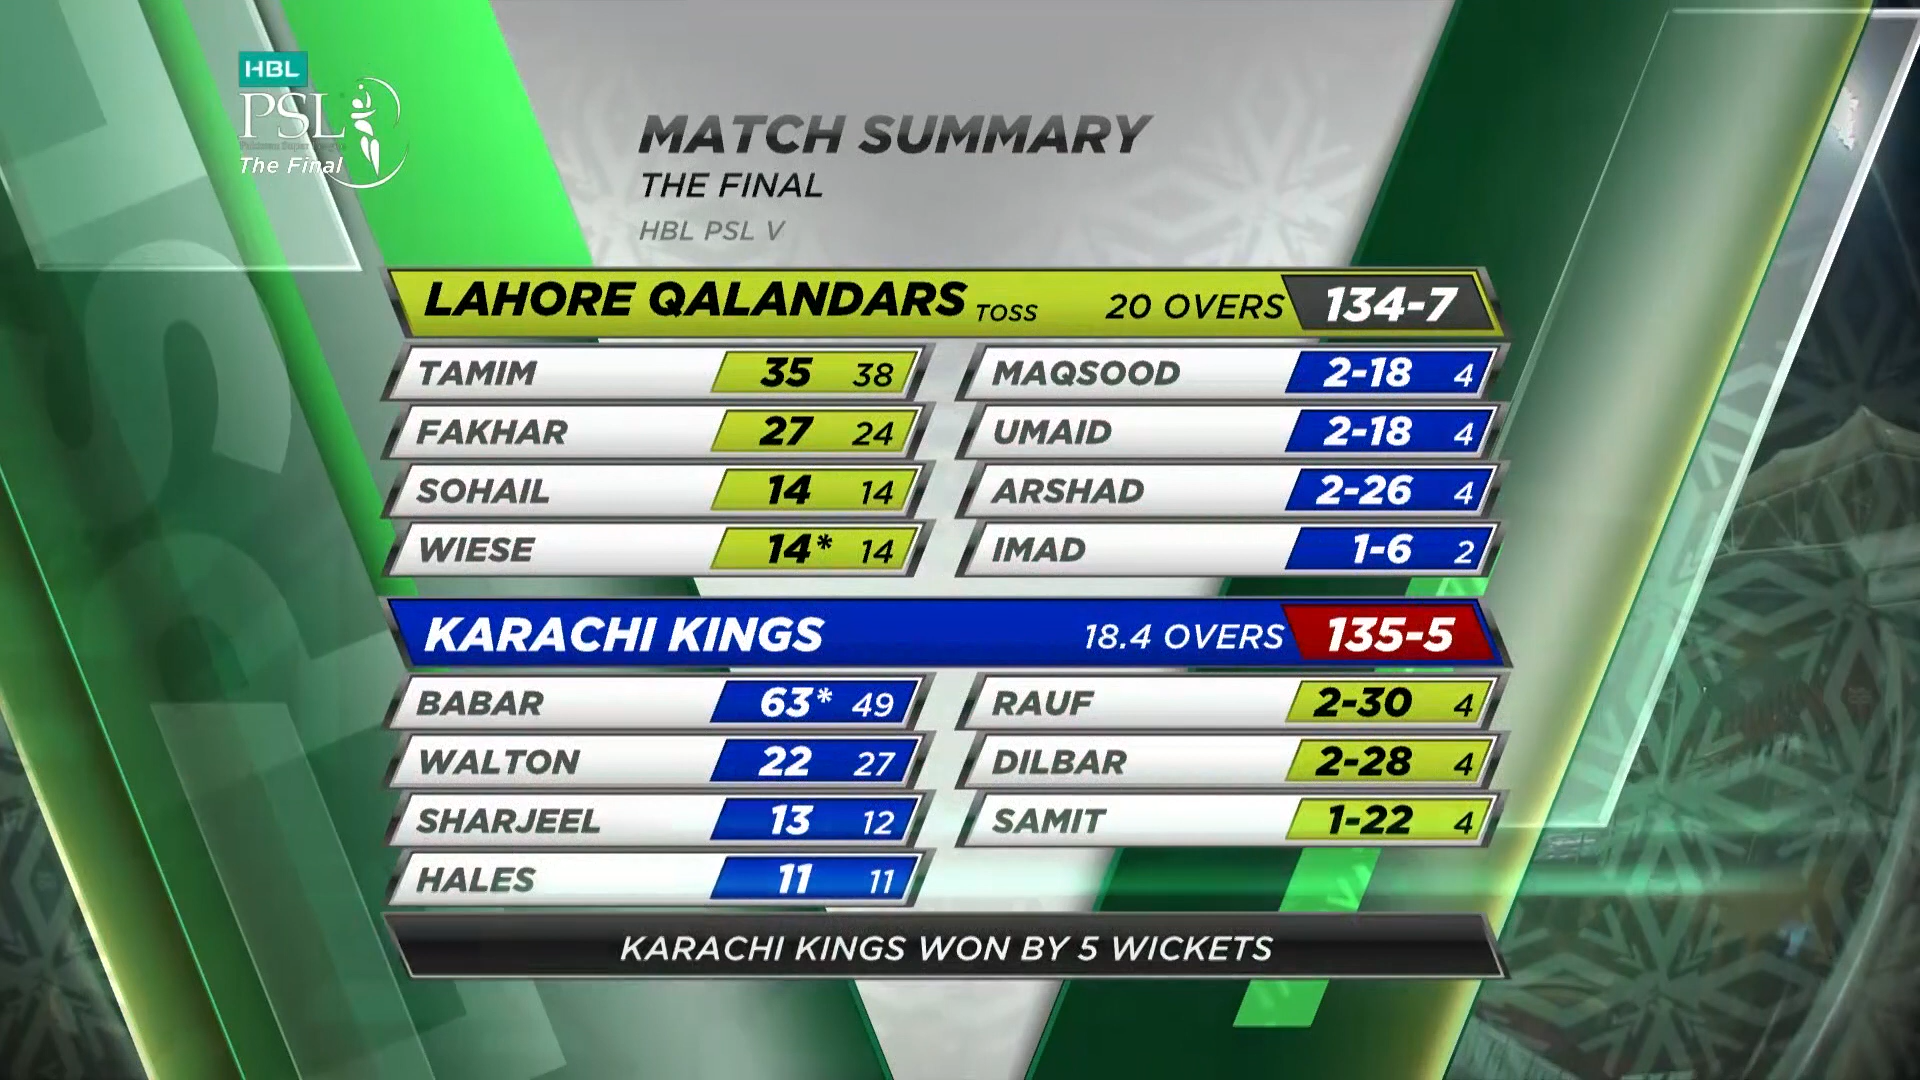 HBL
PSL
Pakistan Super League
The Final
MATCH SUMMARY
THE FINAL
HBL PSL V
LAHORE QALANDARS TOSS 20 OVERS 134-7
TAMIM 35 38 MAQSOOD 2-18 4
FAKHAR 27 24 UMAID 2-18 4
SOHAIL 14 14 ARSHAD 2-26 4
WIESE 14* 14 IMAD 1-6 2
KARACHI KINGS 18.4 OVERS 135-5
BABAR 63* 49 RAUF 2-30 4
WALTON 22 27 DILBAR 2-28 4
SHARJEEL 13 12 SAMIT 1-22 4
HALES 11 11
KARACHI KINGS WON BY 5 WICKETS